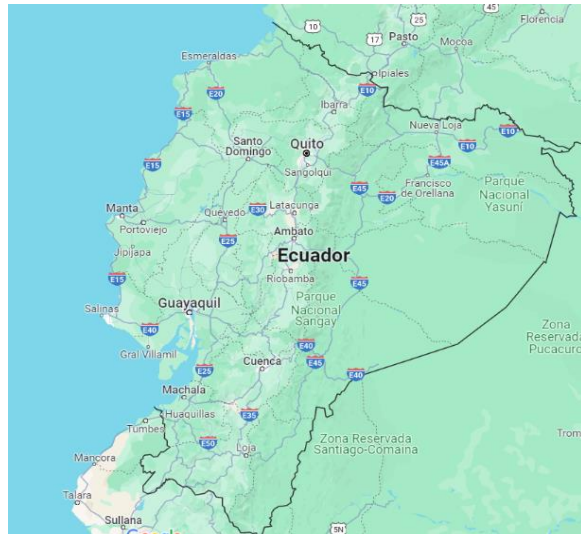 45
Florencia
1D
25
17
Pasto
Mocoa
Esmeraldas
Ipiales
E10
E20
Ibarra
E15
Nueva Loja
E10
Santo
Domingo
Quito
E10
E15
Sangolqui
E45A
E45
Francisco
de Orellana
Parque
Nacional
Yasuni
E20
Manta
Quevedo
E30
Latacunga
Portoviejo
E25
Ambato
Jipijapa
Ecuador
E15
Riobamba
E45
Salinas
Guayaquil
Parque
Nacional
Sangay
E40
Zona
Reservada
Pucacuro
Gral Villamil
E40
E45
E25
Cuenca
E40
Machala
Huaquillas
E35
Tumbes
E50
Loja
Zona Reservada
Santiago-Comaina
Trom
Mancora
Talara
Sullana
5N